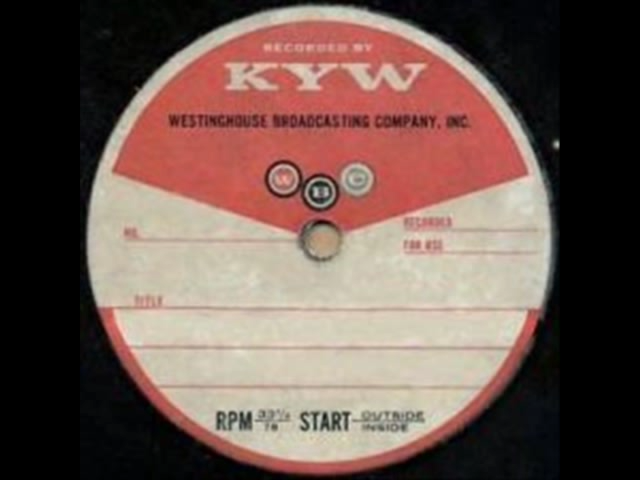 RECORDED BY
KYW
WESTINGHOUSE BROADCASTING COMPANY, INC.
W B C
NO.
RECORDED
FOR USE
TITLE
RPM 33⅓ 78 START OUTSIDE INSIDE